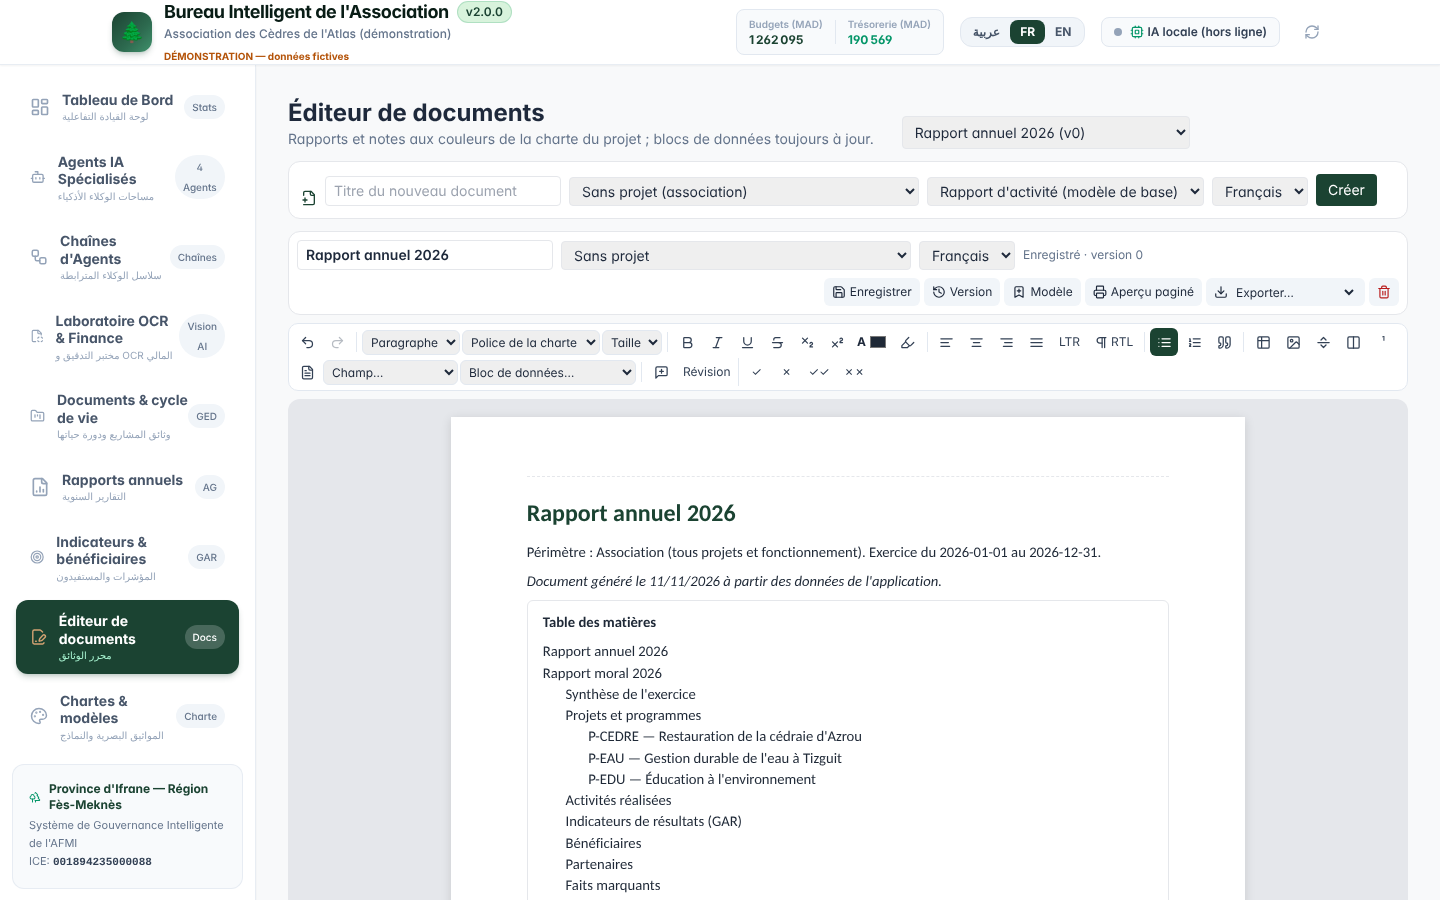 Bureau Intelligent de l'Association v2.0.0
Association des Cèdres de l'Atlas (démonstration)
DÉMONSTRATION — données fictives
Budgets (MAD)
1 262 095
Trésorerie (MAD)
190 569
عربية FR EN
IA locale (hors ligne)
Tableau de Bord
لوحة القيادة التفاعلية
Stats
Agents IA
Spécialisés
مساحات الوكلاء الأذكياء
4
Agents
Chaînes
d'Agents
سلاسل الوكلاء المترابطة
Chaînes
Laboratoire OCR
& Finance
مختبر التدقيق و OCR المالي
Vision
AI
Documents & cycle
de vie
وثائق المشاريع ودورة حياتها
GED
Rapports annuels
التقارير السنوية
AG
Indicateurs &
bénéficiaires
المؤشرات والمستفيدون
GAR
Éditeur de
documents
محرر الوثائق
Docs
Chartes &
modèles
المواثيق البصرية والنماذج
Charte
Province d'Ifrane — Région
Fès-Meknès
Système de Gouvernance Intelligente
de l'AFMI
ICE: 001894235000088
Éditeur de documents
Rapports et notes aux couleurs de la charte du projet ; blocs de données toujours à jour.
Rapport annuel 2026 (v0)
Titre du nouveau document
Sans projet (association)
Rapport d'activité (modèle de base)
Français
Créer
Rapport annuel 2026
Sans projet
Français
Enregistré · version 0
Enregistrer
Version
Modèle
Aperçu paginé
Exporter...
Paragraphe
Police de la charte
Taille
B I U S x₂ x² A
LTR
¶ RTL
¹
Champ...
Bloc de données...
Révision
✓ × ✓✓ ××
Rapport annuel 2026
Périmètre : Association (tous projets et fonctionnement). Exercice du 2026-01-01 au 2026-12-31.
Document généré le 11/11/2026 à partir des données de l'application.
Table des matières
Rapport annuel 2026
Rapport moral 2026
Synthèse de l'exercice
Projets et programmes
P-CEDRE — Restauration de la cédraie d'Azrou
P-EAU — Gestion durable de l'eau à Tizguit
P-EDU — Éducation à l'environnement
Activités réalisées
Indicateurs de résultats (GAR)
Bénéficiaires
Partenaires
Faits marquants